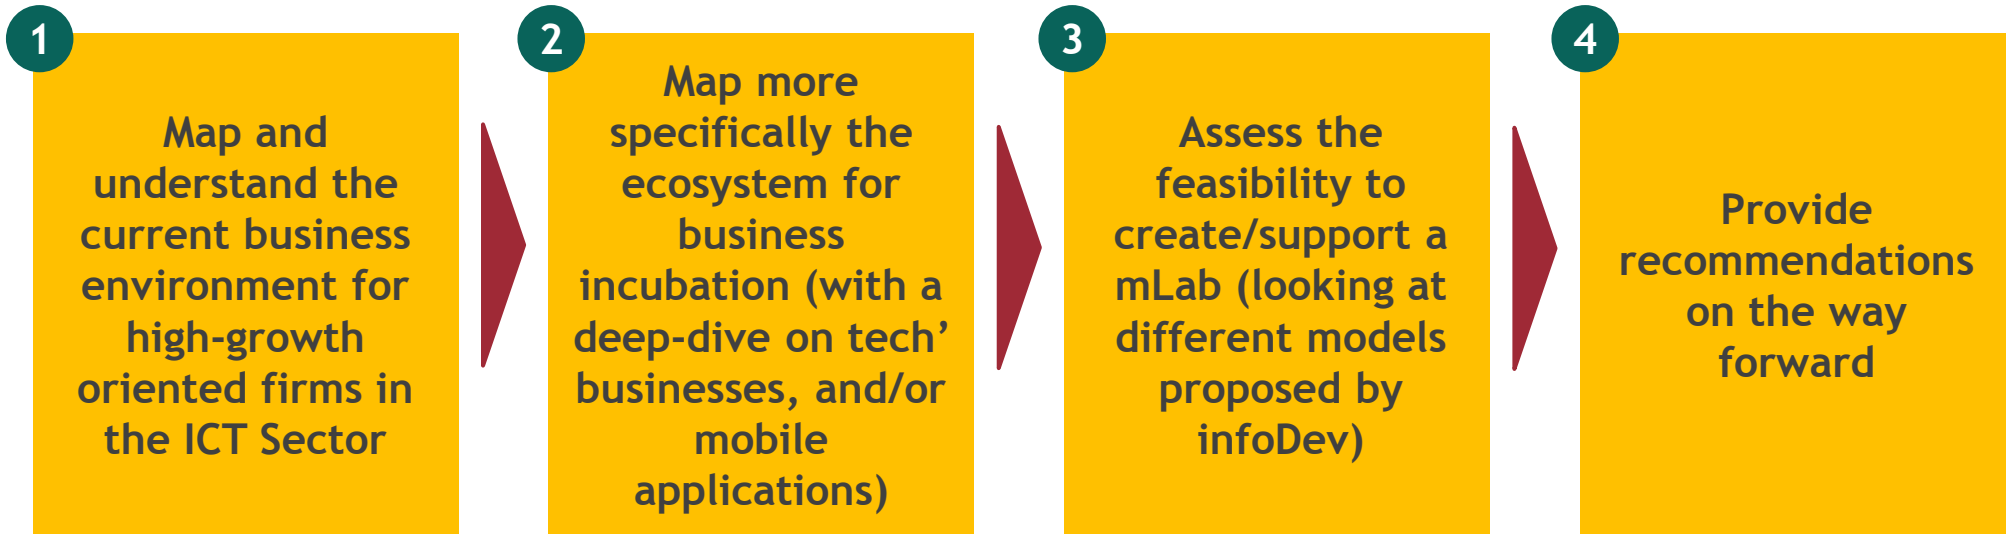 1
Map and
understand the
current business
environment for
high-growth
oriented firms in
the ICT Sector
2
Map more
specifically the
ecosystem for
business
incubation (with a
deep-dive on tech’
businesses, and/or
mobile
applications)
3
Assess the
feasibility to
create/support a
mLab (looking at
different models
proposed by
infoDev)
4
Provide
recommendations
on the way
forward